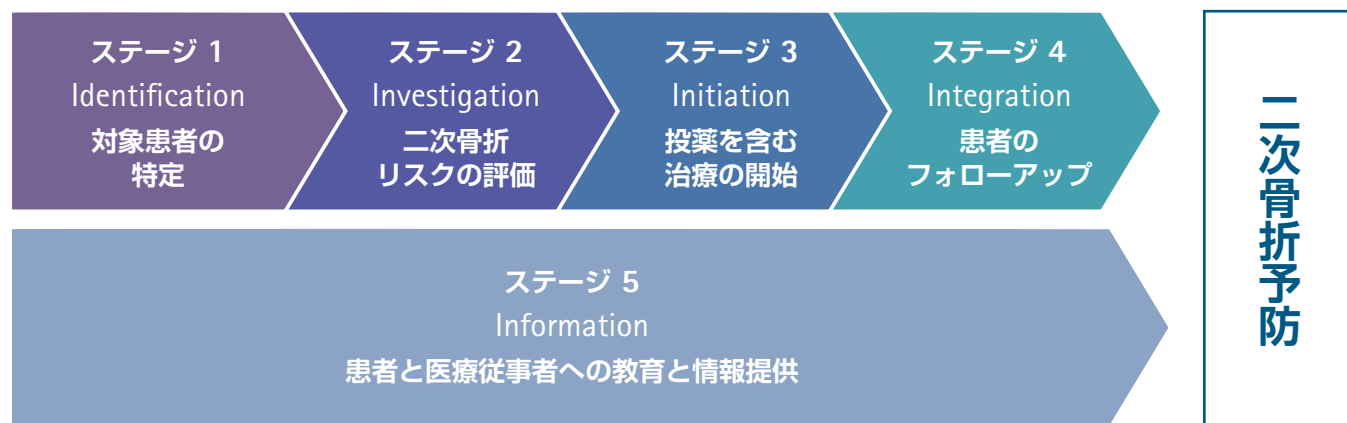 ステージ 1
Identification
対象患者の
特定
ステージ 2
Investigation
二次骨折
リスクの評価
ステージ 3
Initiation
投薬を含む
治療の開始
ステージ 4
Integration
患者の
フォローアップ
ステージ 5
Information
患者と医療従事者への教育と情報提供
二次骨折予防